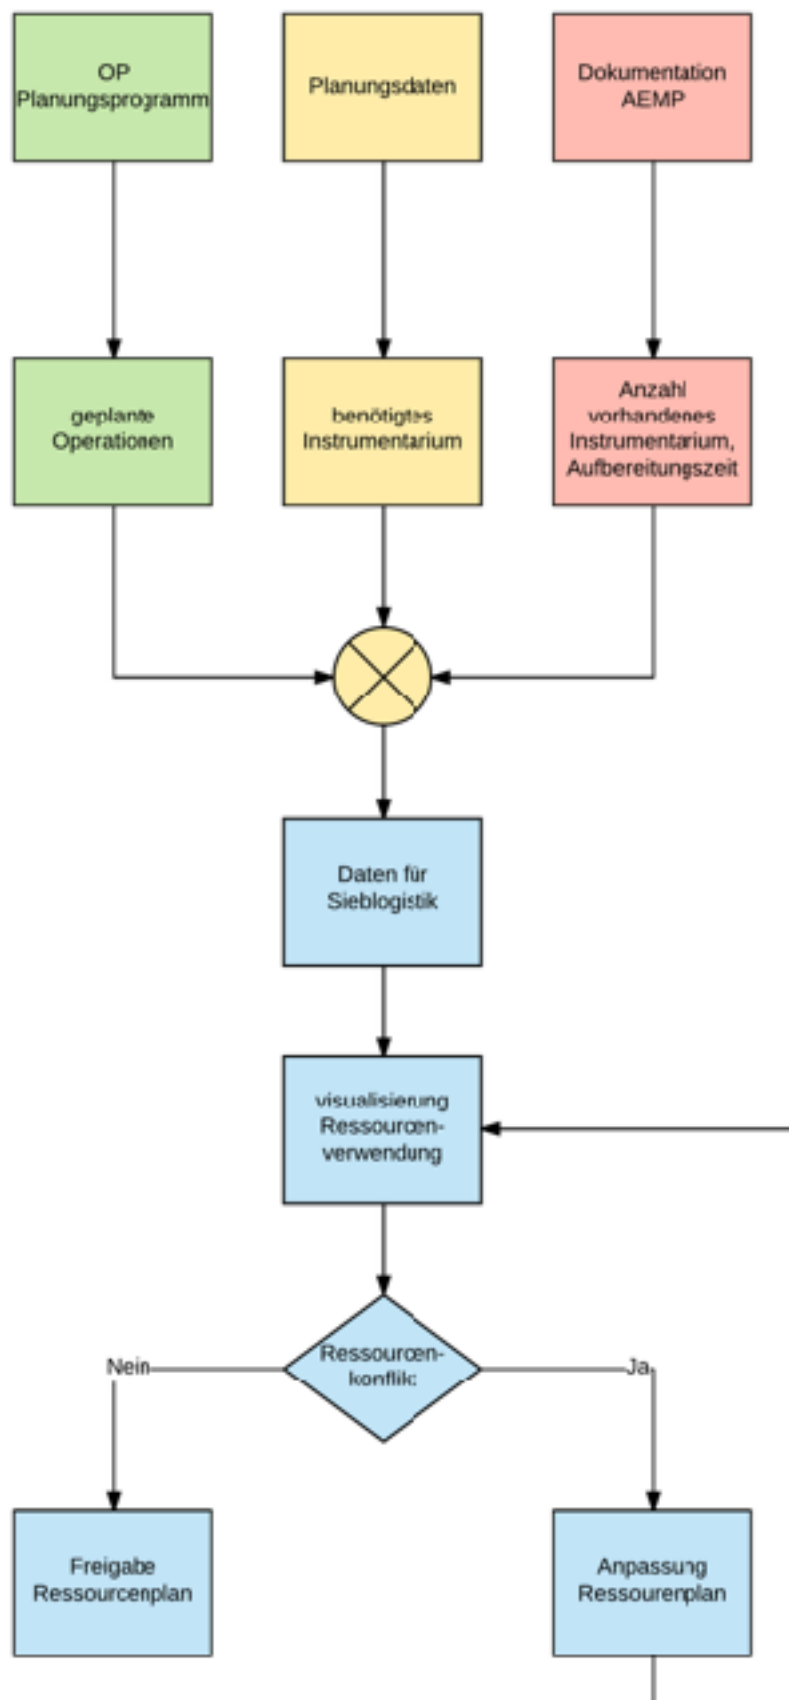 OP
Planungsprogramm
Planungsdaten
Dokumentation
AEMP
geplante
Operationen
benötigtes
Instrumentarium
Anzahl
vorhandenes
Instrumentarium,
Aufbereitungszeit
Daten für
Sieblogistik
visualisierung
Ressourcen-
verwendung
Ressourcen-
konflikt
Nein
Ja
Freigabe
Ressourcenplan
Anpassung
Ressourenplan